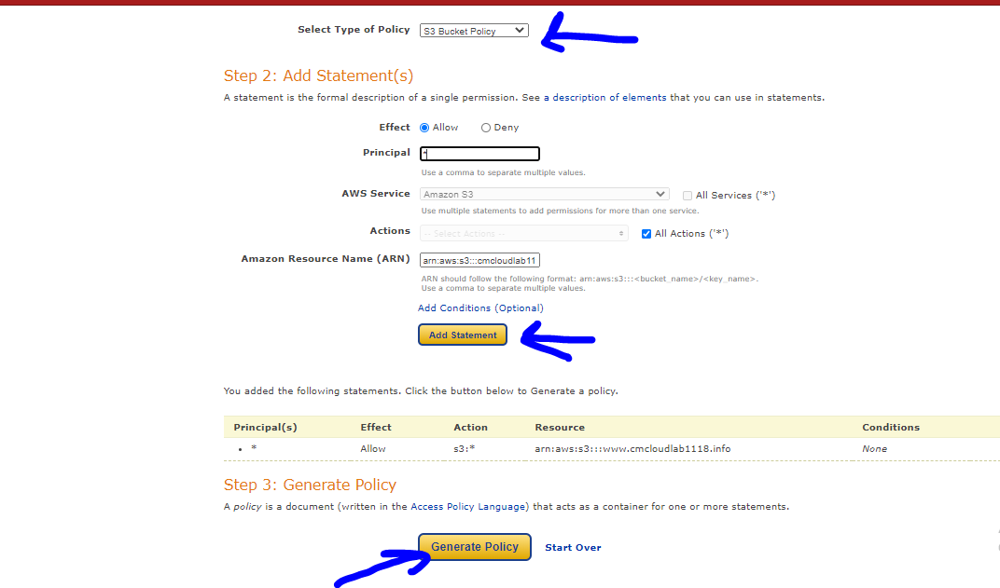 Select Type of Policy S3 Bucket Policy
Step 2: Add Statement(s)
A statement is the formal description of a single permission. See a description of elements that you can use in statements.
Effect Allow Deny
Principal *
Use a comma to separate multiple values.
AWS Service Amazon S3 All Services ('*')
Use multiple statements to add permissions for more than one service.
Actions -- Select Actions -- All Actions ('*')
Amazon Resource Name (ARN) arn:aws:s3:::cmcloudlab11
ARN should follow the following format: arn:aws:s3:::<bucket_name>/<key_name>.
Use a comma to separate multiple values.
Add Conditions (Optional)
Add Statement
You added the following statements. Click the button below to Generate a policy.
Principal(s) Effect Action Resource Conditions
• * Allow s3:* arn:aws:s3:::www.cmcloudlab1118.info None
Step 3: Generate Policy
A policy is a document (written in the Access Policy Language) that acts as a container for one or more statements.
Generate Policy Start Over